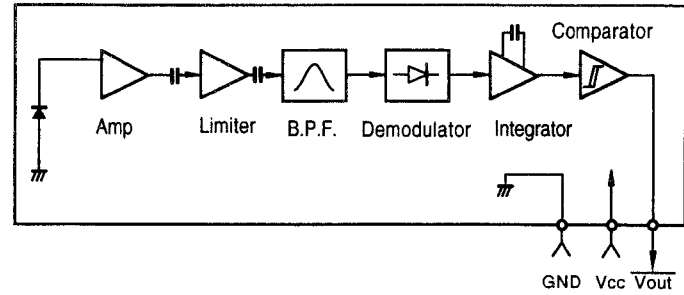 Comparator
Amp
Limiter
B.P.F.
Demodulator
Integrator
GND
Vcc
Vout